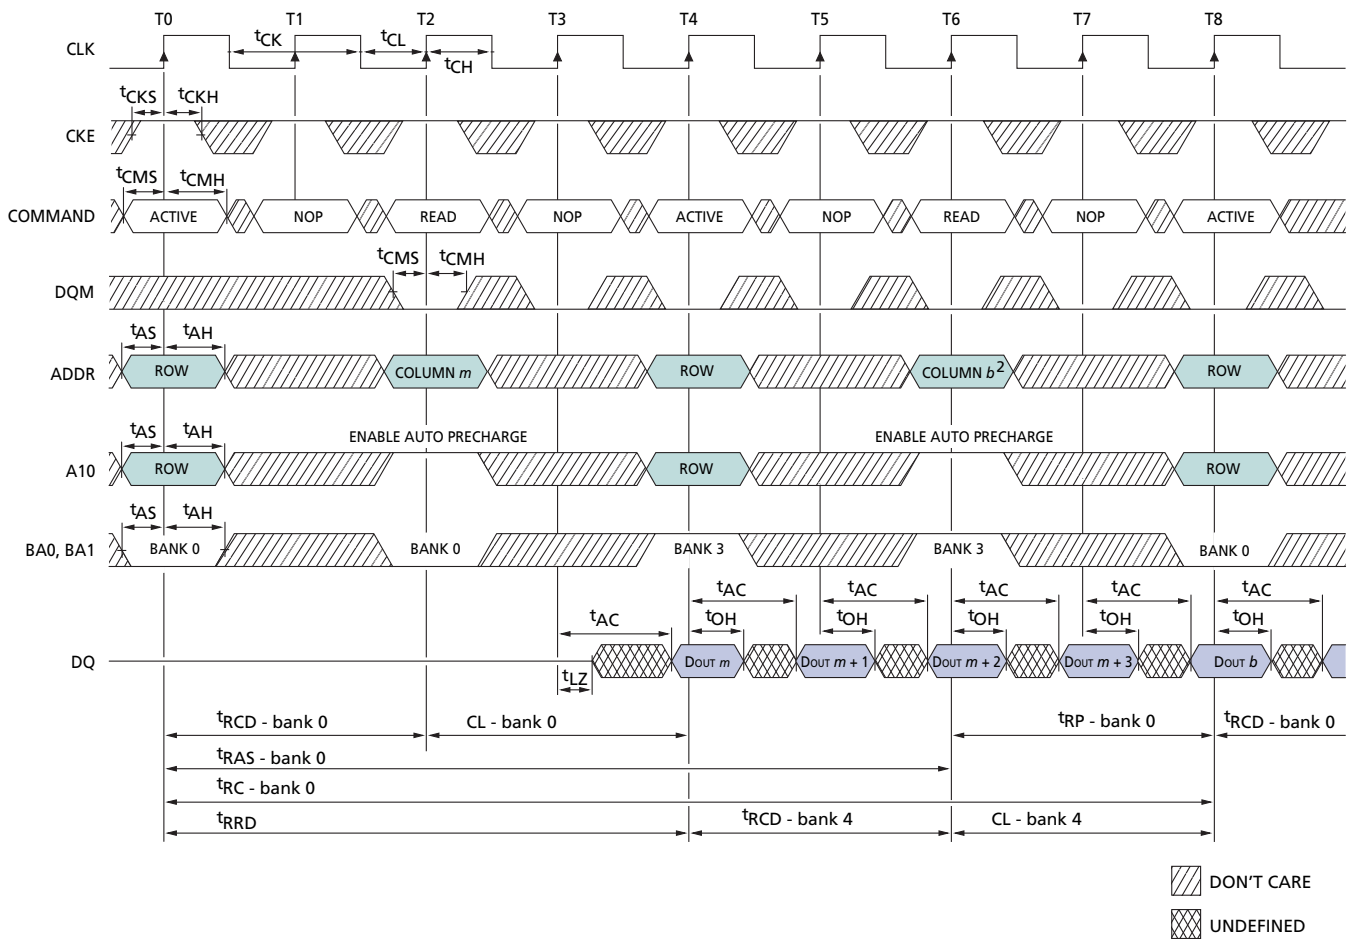 T0 T1 T2 T3 T4 T5 T6 T7 T8
CLK
tCK tCL tCH
tCKS tCKH
CKE
tCMS tCMH
COMMAND ACTIVE NOP READ NOP ACTIVE NOP READ NOP ACTIVE
tCMS tCMH
DQM
tAS tAH
ADDR ROW COLUMN m ROW COLUMN b2 ROW
tAS tAH ENABLE AUTO PRECHARGE ENABLE AUTO PRECHARGE
A10 ROW ROW ROW
tAS tAH
BA0, BA1 BANK 0 BANK 0 BANK 3 BANK 3 BANK 0
tAC tAC tAC tAC tAC
tAC tOH tOH tOH tOH tOH
DQ DOUT m DOUT m + 1 DOUT m + 2 DOUT m + 3 DOUT b
tLZ
tRCD - bank 0 CL - bank 0 tRP - bank 0 tRCD - bank 0
tRAS - bank 0
tRC - bank 0
tRRD tRCD - bank 4 CL - bank 4
DON'T CARE
UNDEFINED